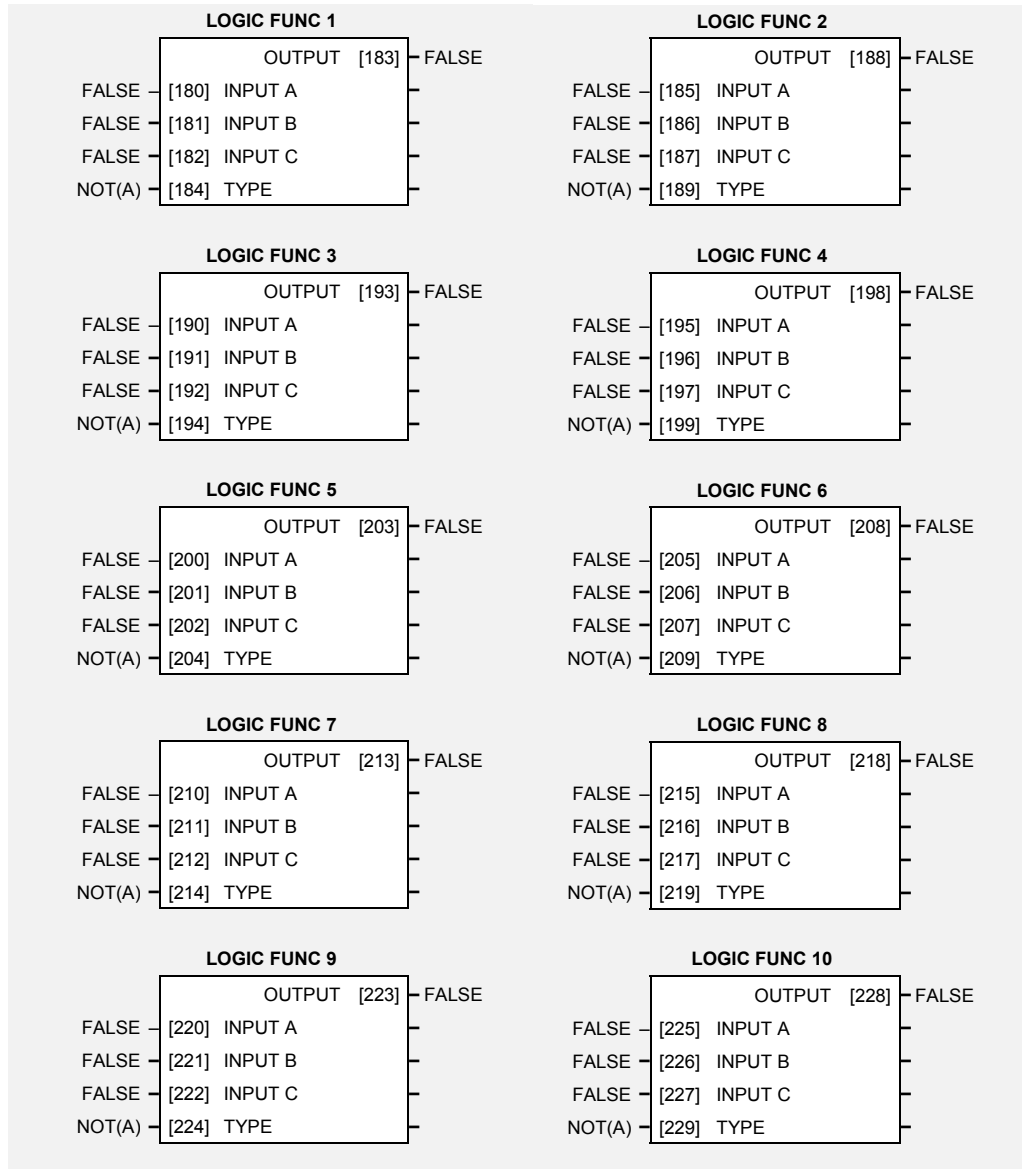 LOGIC FUNC 1
OUTPUT [183] FALSE
FALSE [180] INPUT A
FALSE [181] INPUT B
FALSE [182] INPUT C
NOT(A) [184] TYPE
LOGIC FUNC 2
OUTPUT [188] FALSE
FALSE [185] INPUT A
FALSE [186] INPUT B
FALSE [187] INPUT C
NOT(A) [189] TYPE
LOGIC FUNC 3
OUTPUT [193] FALSE
FALSE [190] INPUT A
FALSE [191] INPUT B
FALSE [192] INPUT C
NOT(A) [194] TYPE
LOGIC FUNC 4
OUTPUT [198] FALSE
FALSE [195] INPUT A
FALSE [196] INPUT B
FALSE [197] INPUT C
NOT(A) [199] TYPE
LOGIC FUNC 5
OUTPUT [203] FALSE
FALSE [200] INPUT A
FALSE [201] INPUT B
FALSE [202] INPUT C
NOT(A) [204] TYPE
LOGIC FUNC 6
OUTPUT [208] FALSE
FALSE [205] INPUT A
FALSE [206] INPUT B
FALSE [207] INPUT C
NOT(A) [209] TYPE
LOGIC FUNC 7
OUTPUT [213] FALSE
FALSE [210] INPUT A
FALSE [211] INPUT B
FALSE [212] INPUT C
NOT(A) [214] TYPE
LOGIC FUNC 8
OUTPUT [218] FALSE
FALSE [215] INPUT A
FALSE [216] INPUT B
FALSE [217] INPUT C
NOT(A) [219] TYPE
LOGIC FUNC 9
OUTPUT [223] FALSE
FALSE [220] INPUT A
FALSE [221] INPUT B
FALSE [222] INPUT C
NOT(A) [224] TYPE
LOGIC FUNC 10
OUTPUT [228] FALSE
FALSE [225] INPUT A
FALSE [226] INPUT B
FALSE [227] INPUT C
NOT(A) [229] TYPE